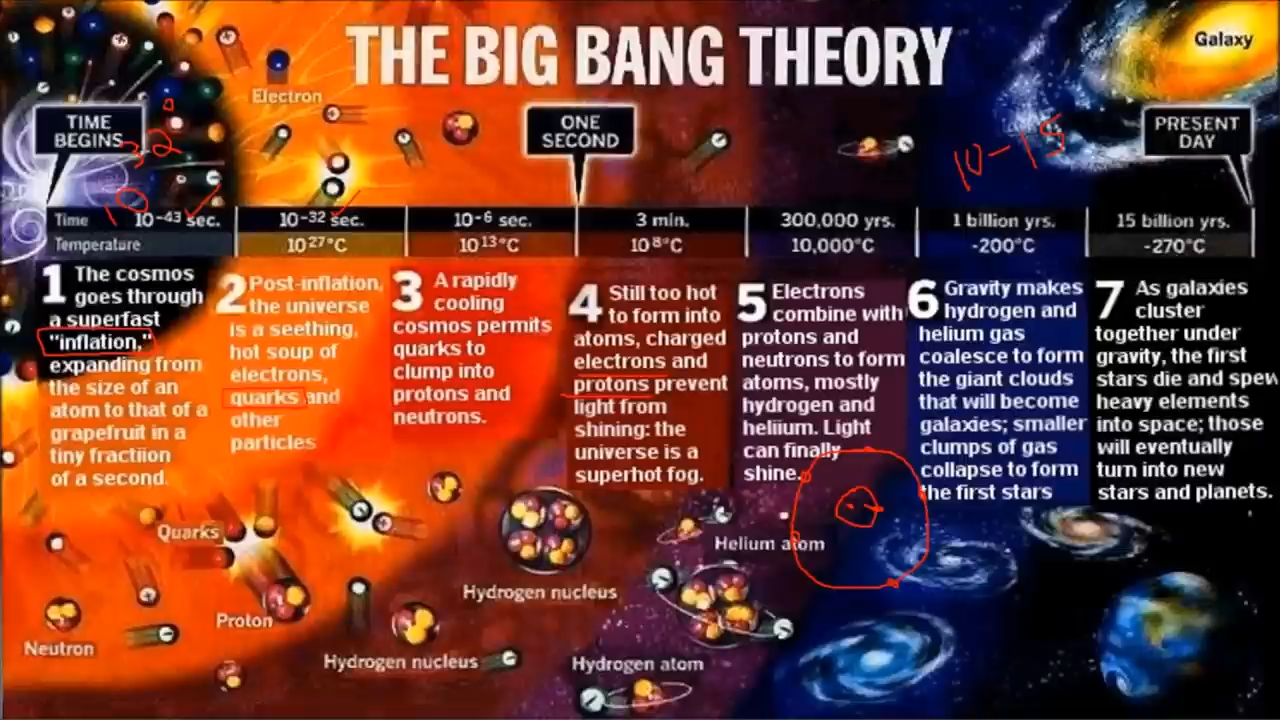 THE BIG BANG THEORY
Galaxy
Electron
TIME
BEGINS
ONE
SECOND
PRESENT
DAY
32
10
10-15
Time 10-43 sec. 10-32 sec. 10-6 sec. 3 min. 300,000 yrs. 1 billion yrs. 15 billion yrs.
Temperature 10 27°C 10 13°C 10 8°C 10,000°C -200°C -270°C
1 The cosmos
goes through
a superfast
"inflation,"
expanding from
the size of an
atom to that of a
grapefruit in a
tiny fractiion
of a second.
2 Post-inflation,
the universe
is a seething,
hot soup of
electrons,
quarks and
other
particles
3 A rapidly
cooling
cosmos permits
quarks to
clump into
protons and
neutrons.
4 Still too hot
to form into
atoms, charged
electrons and
protons prevent
light from
shining: the
universe is a
superhot fog.
5 Electrons
combine with
protons and
neutrons to form
atoms, mostly
hydrogen and
heliium. Light
can finally
shine.
6 Gravity makes
hydrogen and
helium gas
coalesce to form
the giant clouds
that will become
galaxies; smaller
clumps of gas
collapse to form
the first stars
7 As galaxies
cluster
together under
gravity, the first
stars die and spew
heavy elements
into space; those
will eventually
turn into new
stars and planets.
Quarks
Helium atom
Hydrogen nucleus
Proton
Neutron
Hydrogen nucleus
Hydrogen atom